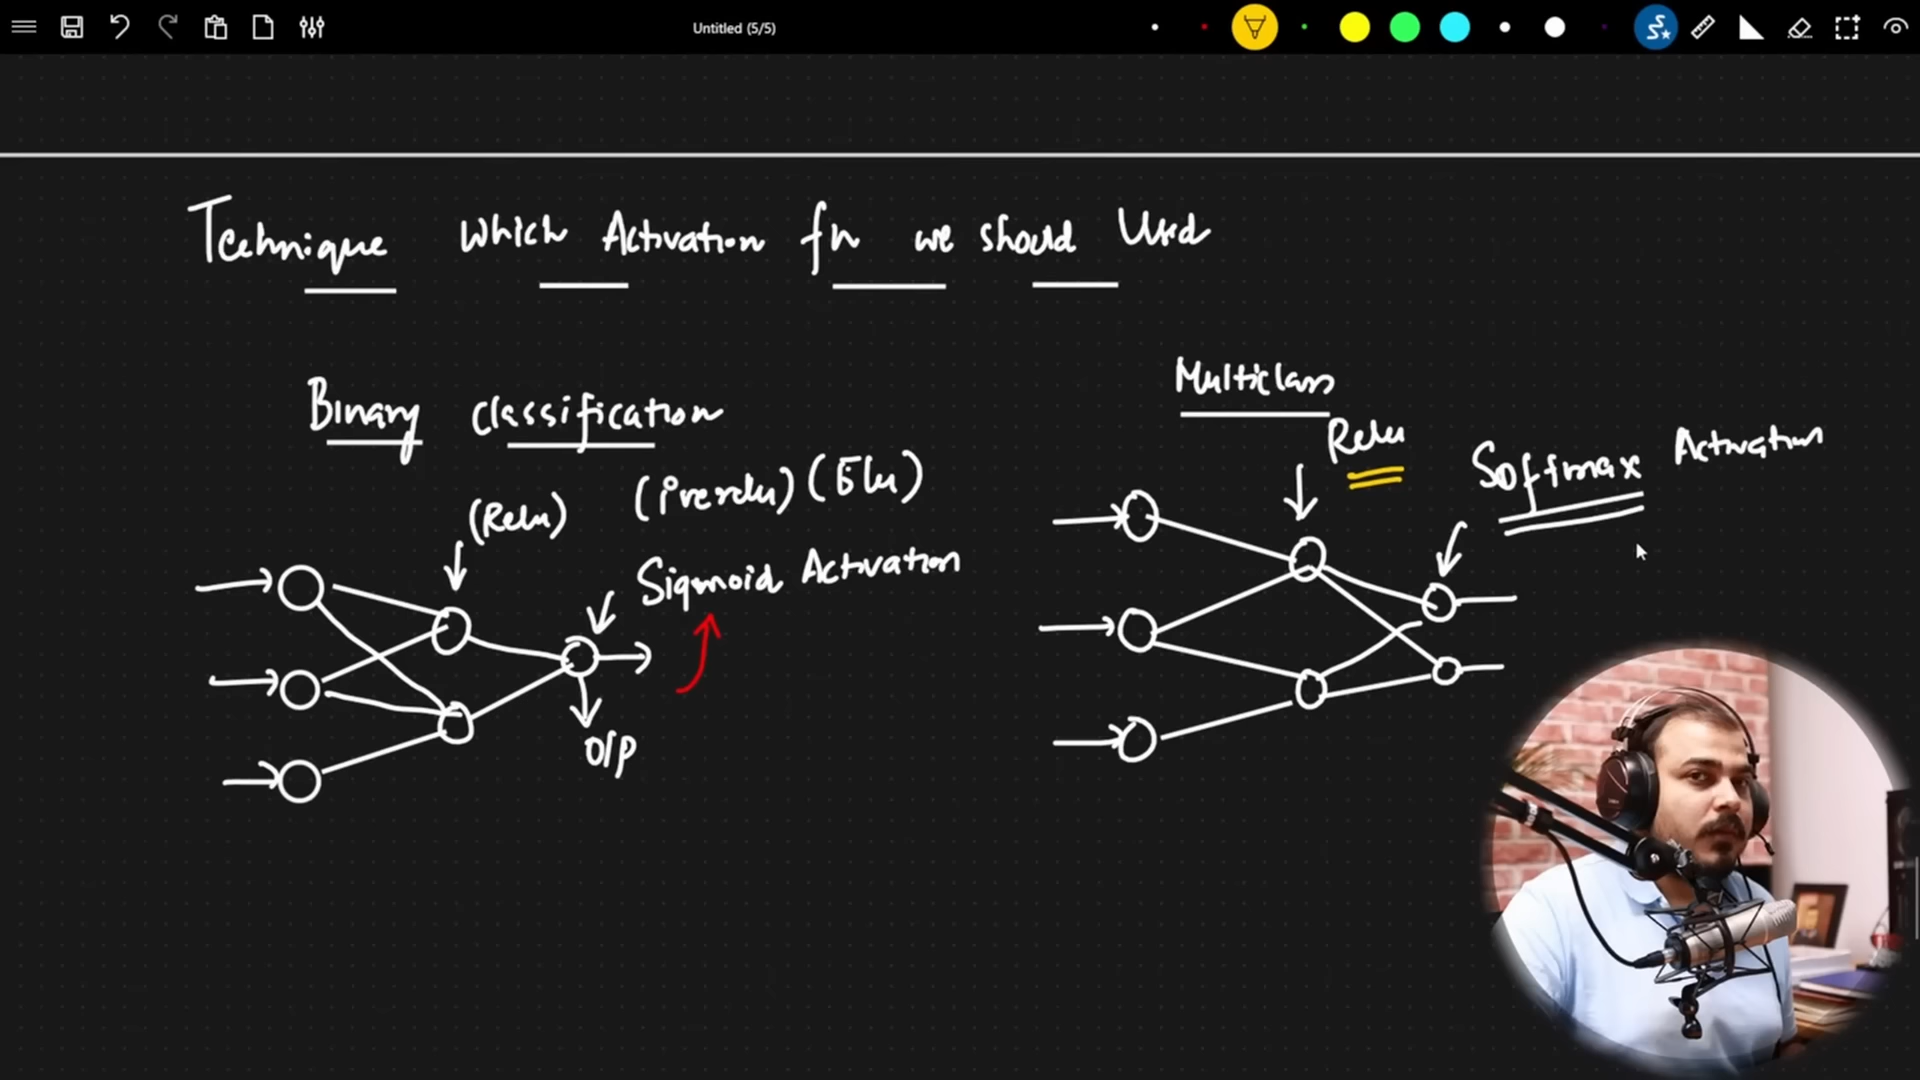 Untitled (5/5)
Technique Which Activation fn we should Used
Binary Classification
(Relu) (Prerelu) (Elu)
Sigmoid Activation
O/p
Multiclass
Relu
Softmax Activation